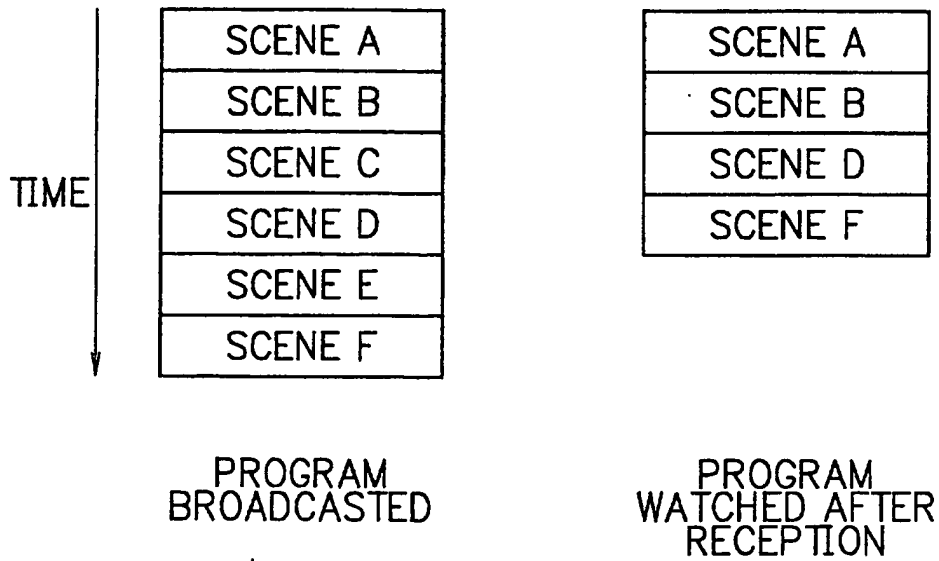 TIME
SCENE A
SCENE B
SCENE C
SCENE D
SCENE E
SCENE F
PROGRAM
BROADCASTED
SCENE A
SCENE B
SCENE D
SCENE F
PROGRAM
WATCHED AFTER
RECEPTION